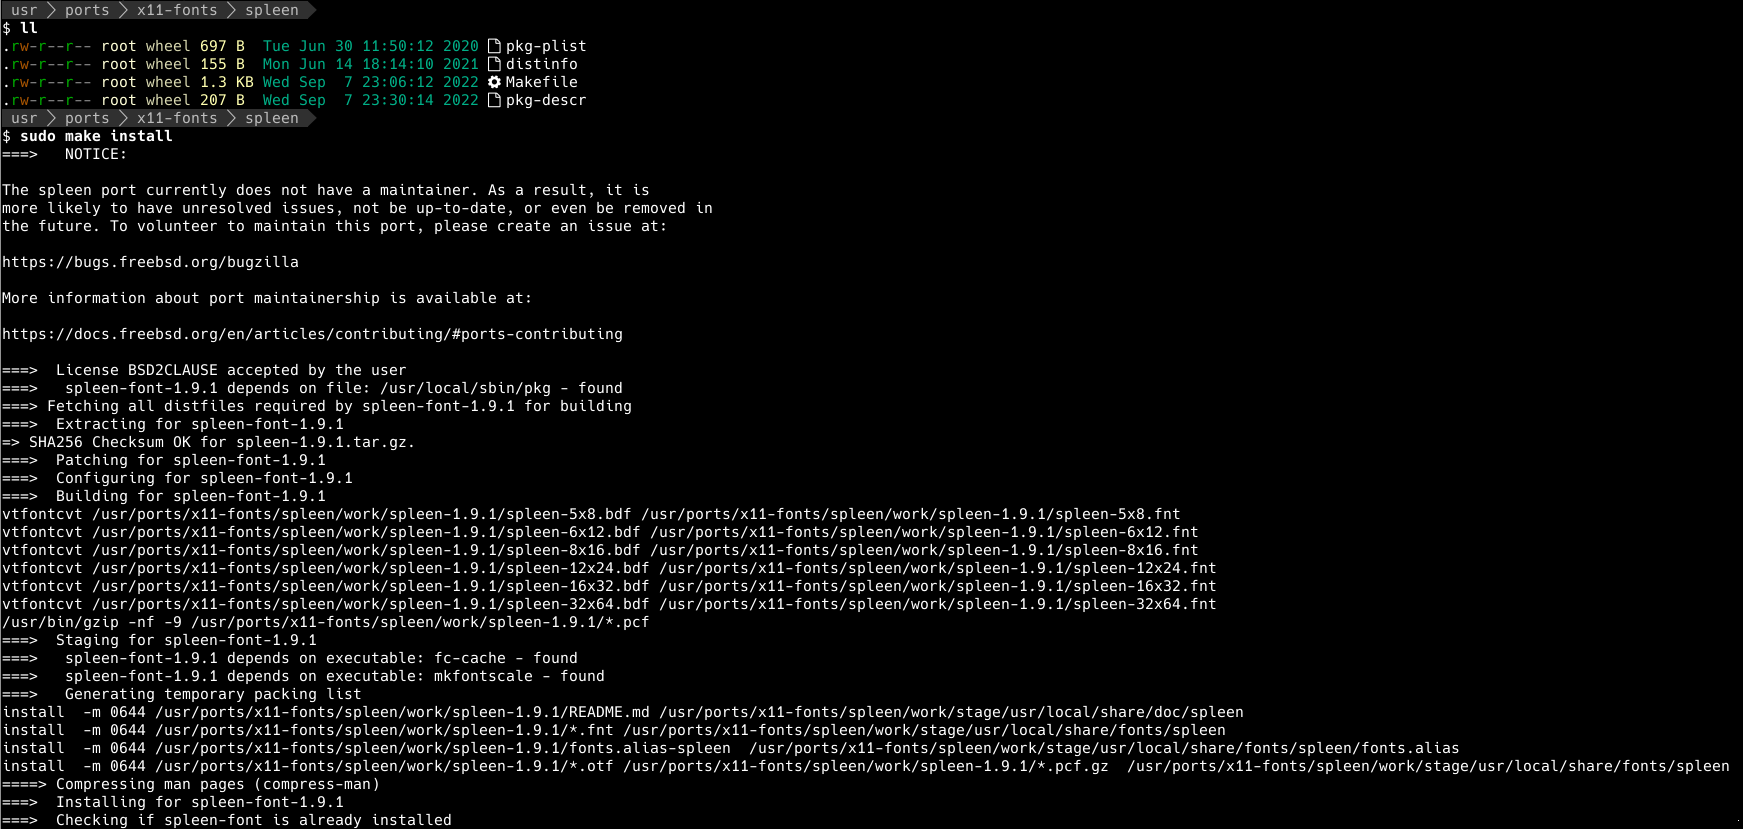 usr ports x11-fonts spleen
$ ll
.rw-r--r-- root wheel 697 B  Tue Jun 30 11:50:12 2020 pkg-plist
.rw-r--r-- root wheel 155 B  Mon Jun 14 18:14:10 2021 distinfo
.rw-r--r-- root wheel 1.3 KB Wed Sep  7 23:06:12 2022 Makefile
.rw-r--r-- root wheel 207 B  Wed Sep  7 23:30:14 2022 pkg-descr
usr ports x11-fonts spleen
$ sudo make install
===>   NOTICE:

The spleen port currently does not have a maintainer. As a result, it is
more likely to have unresolved issues, not be up-to-date, or even be removed in
the future. To volunteer to maintain this port, please create an issue at:

https://bugs.freebsd.org/bugzilla

More information about port maintainership is available at:

https://docs.freebsd.org/en/articles/contributing/#ports-contributing

===>  License BSD2CLAUSE accepted by the user
===>   spleen-font-1.9.1 depends on file: /usr/local/sbin/pkg - found
===> Fetching all distfiles required by spleen-font-1.9.1 for building
===>  Extracting for spleen-font-1.9.1
=> SHA256 Checksum OK for spleen-1.9.1.tar.gz.
===>  Patching for spleen-font-1.9.1
===>  Configuring for spleen-font-1.9.1
===>  Building for spleen-font-1.9.1
vtfontcvt /usr/ports/x11-fonts/spleen/work/spleen-1.9.1/spleen-5x8.bdf /usr/ports/x11-fonts/spleen/work/spleen-1.9.1/spleen-5x8.fnt
vtfontcvt /usr/ports/x11-fonts/spleen/work/spleen-1.9.1/spleen-6x12.bdf /usr/ports/x11-fonts/spleen/work/spleen-1.9.1/spleen-6x12.fnt
vtfontcvt /usr/ports/x11-fonts/spleen/work/spleen-1.9.1/spleen-8x16.bdf /usr/ports/x11-fonts/spleen/work/spleen-1.9.1/spleen-8x16.fnt
vtfontcvt /usr/ports/x11-fonts/spleen/work/spleen-1.9.1/spleen-12x24.bdf /usr/ports/x11-fonts/spleen/work/spleen-1.9.1/spleen-12x24.fnt
vtfontcvt /usr/ports/x11-fonts/spleen/work/spleen-1.9.1/spleen-16x32.bdf /usr/ports/x11-fonts/spleen/work/spleen-1.9.1/spleen-16x32.fnt
vtfontcvt /usr/ports/x11-fonts/spleen/work/spleen-1.9.1/spleen-32x64.bdf /usr/ports/x11-fonts/spleen/work/spleen-1.9.1/spleen-32x64.fnt
/usr/bin/gzip -nf -9 /usr/ports/x11-fonts/spleen/work/spleen-1.9.1/*.pcf
===>  Staging for spleen-font-1.9.1
===>   spleen-font-1.9.1 depends on executable: fc-cache - found
===>   spleen-font-1.9.1 depends on executable: mkfontscale - found
===>   Generating temporary packing list
install  -m 0644 /usr/ports/x11-fonts/spleen/work/spleen-1.9.1/README.md /usr/ports/x11-fonts/spleen/work/stage/usr/local/share/doc/spleen
install  -m 0644 /usr/ports/x11-fonts/spleen/work/spleen-1.9.1/*.fnt /usr/ports/x11-fonts/spleen/work/stage/usr/local/share/fonts/spleen
install  -m 0644 /usr/ports/x11-fonts/spleen/work/spleen-1.9.1/fonts.alias-spleen  /usr/ports/x11-fonts/spleen/work/stage/usr/local/share/fonts/spleen/fonts.alias
install  -m 0644 /usr/ports/x11-fonts/spleen/work/spleen-1.9.1/*.otf /usr/ports/x11-fonts/spleen/work/spleen-1.9.1/*.pcf.gz  /usr/ports/x11-fonts/spleen/work/stage/usr/local/share/fonts/spleen
====> Compressing man pages (compress-man)
===>  Installing for spleen-font-1.9.1
===>  Checking if spleen-font is already installed